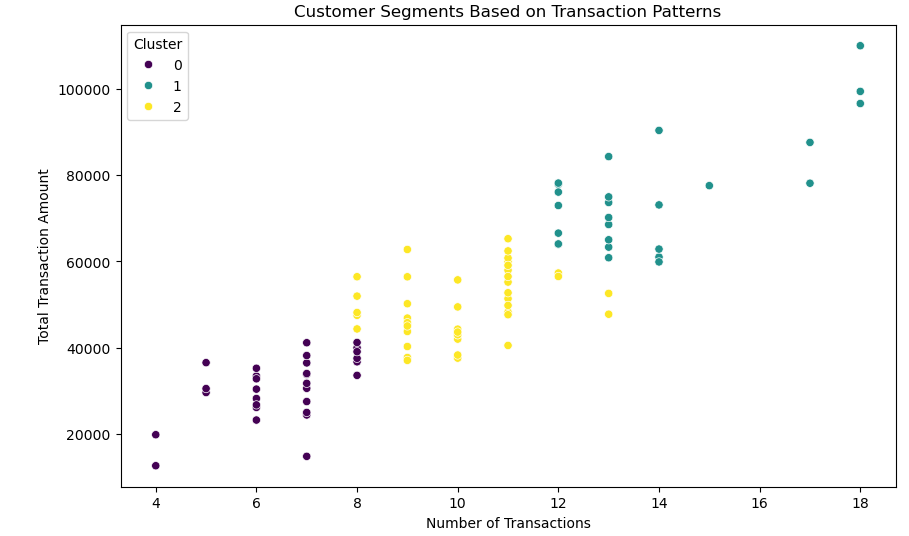 Customer Segments Based on Transaction Patterns
Cluster
0
1
2
100000
80000
60000
40000
20000
Total Transaction Amount
4 6 8 10 12 14 16 18
Number of Transactions